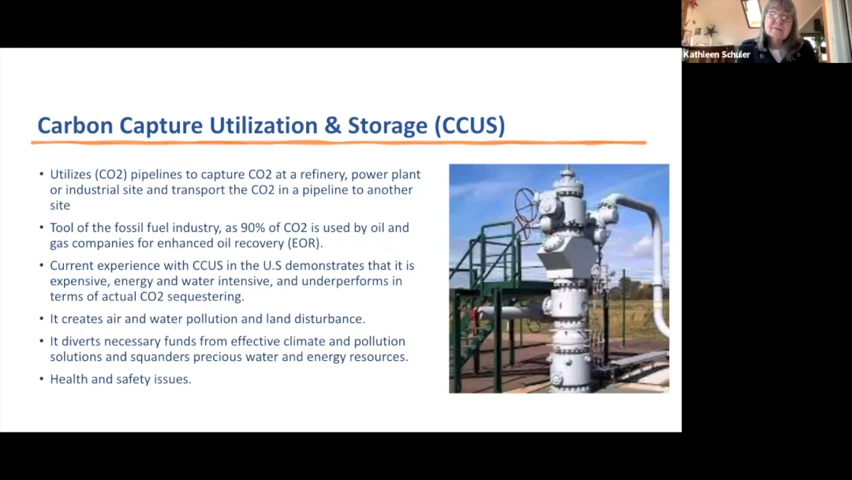 Kathleen Schuler
Carbon Capture Utilization & Storage (CCUS)
• Utilizes (CO2) pipelines to capture CO2 at a refinery, power plant
or industrial site and transport the CO2 in a pipeline to another
site
• Tool of the fossil fuel industry, as 90% of CO2 is used by oil and
gas companies for enhanced oil recovery (EOR).
• Current experience with CCUS in the U.S demonstrates that it is
expensive, energy and water intensive, and underperforms in
terms of actual CO2 sequestering.
• It creates air and water pollution and land disturbance.
• It diverts necessary funds from effective climate and pollution
solutions and squanders precious water and energy resources.
• Health and safety issues.